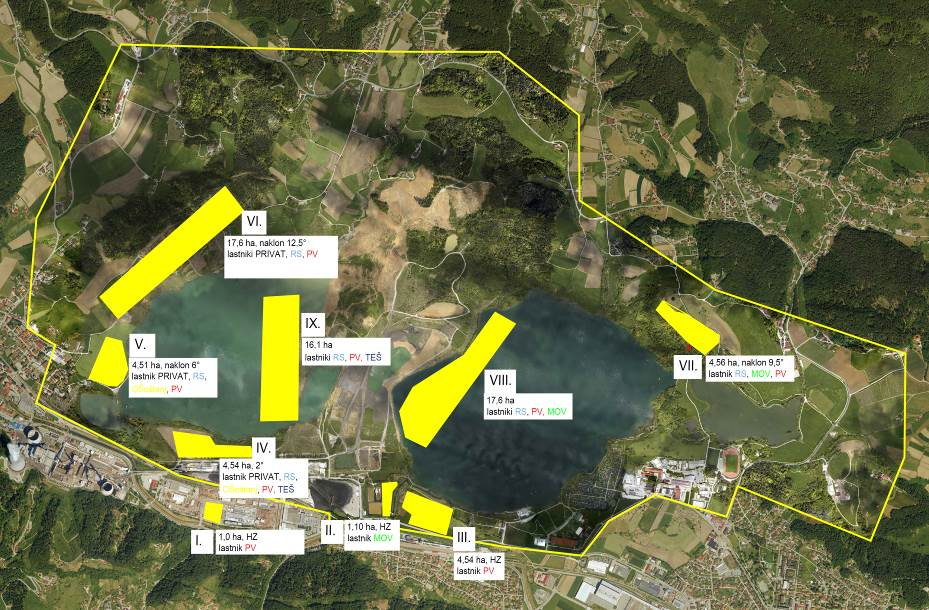 VI.
17,6 ha, naklon 12,5°
lastniki PRIVAT, RS, PV
IX.
16,1 ha
lastniki RS, PV, TEŠ
V.
4,51 ha, naklon 6°
lastnik PRIVAT, RS,
OŠoštanj, PV
VIII.
17,6 ha
lastniki RS, PV, MOV
VII.
4,56 ha, naklon 9,5°
lastnik RS, MOV, PV
IV.
4,54 ha, 2°
lastnik PRIVAT, RS,
OŠoštanj, PV, TEŠ
I.
1,0 ha, HZ
lastnik PV
II.
1,10 ha, HZ
lastnik MOV
III.
4,54 ha, HZ
lastnik PV